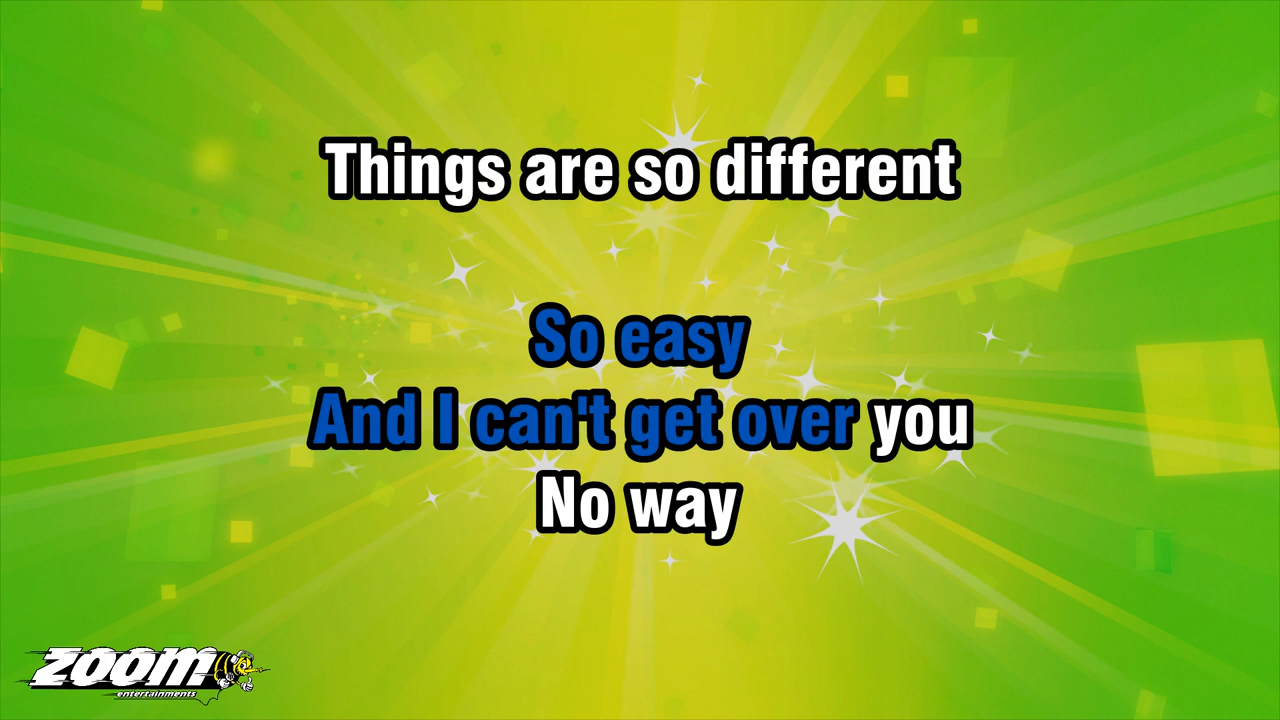 Things are so different
So easy
And I can't get over you
No way
ZOOM
entertainments